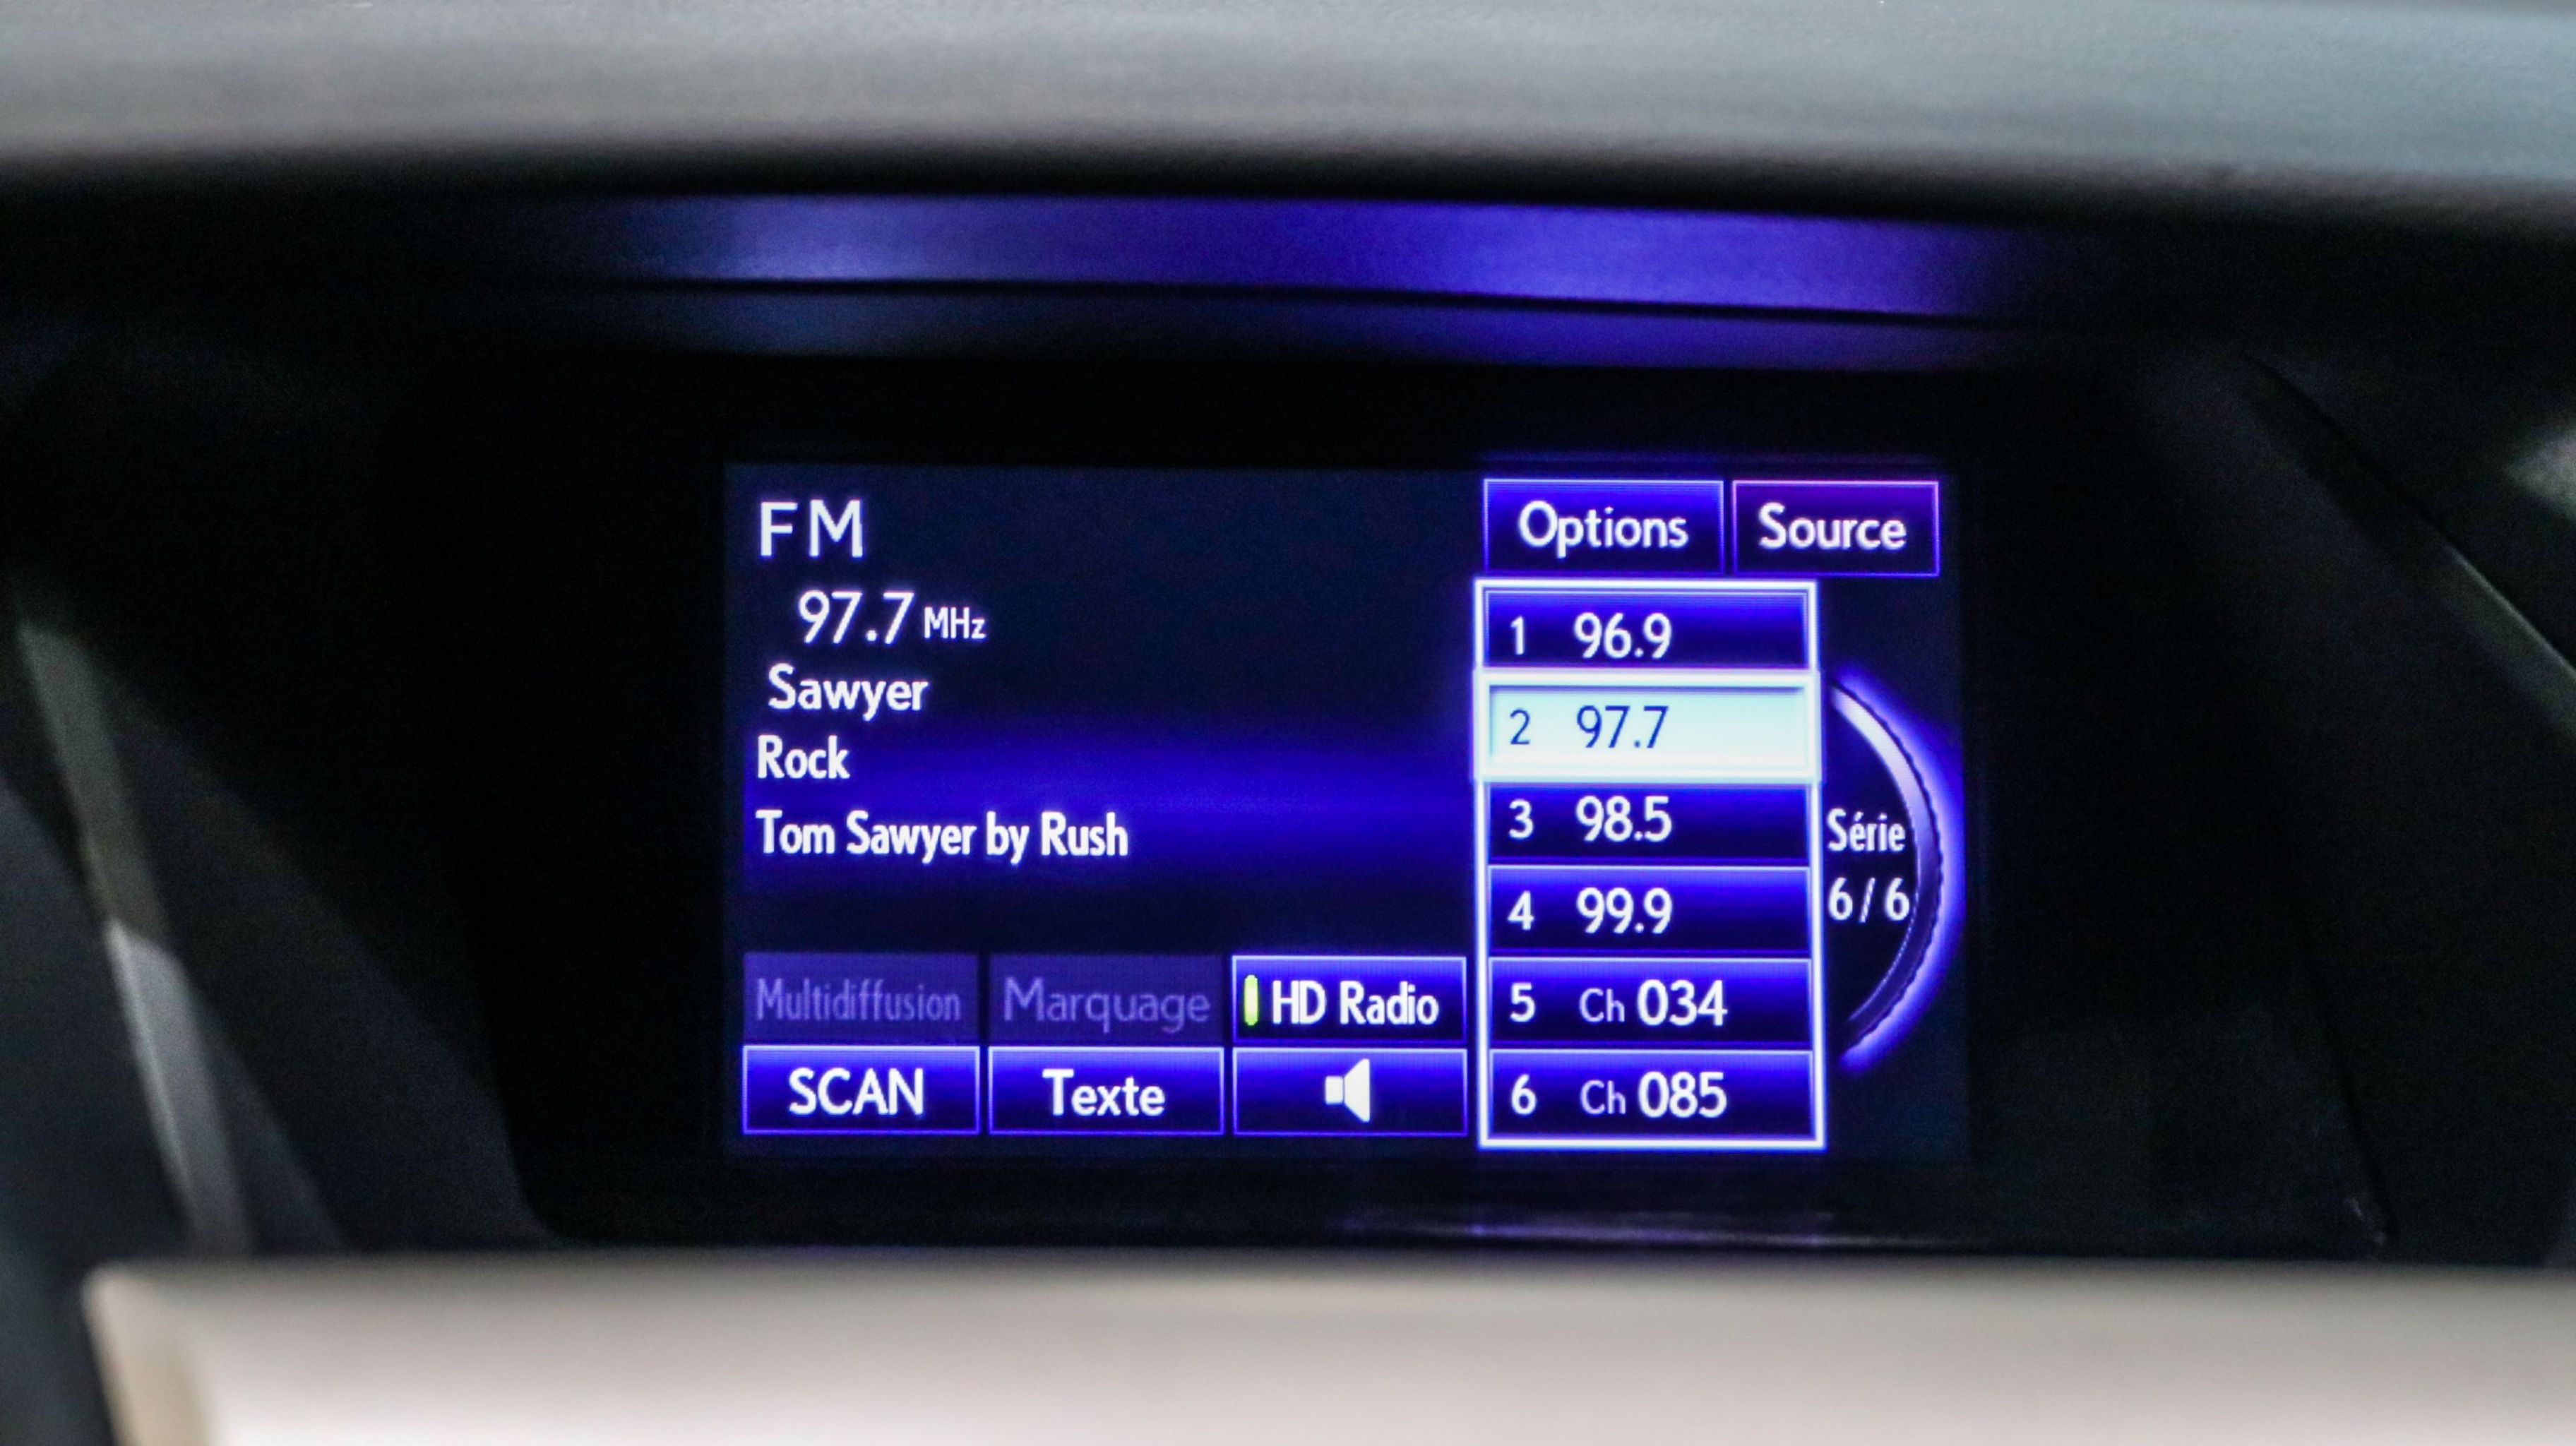 FM
Options
Source
97.7 MHz
Sawyer
Rock
Tom Sawyer by Rush
1 96.9
2 97.7
3 98.5
4 99.9
5 Ch 034
6 Ch 085
Série
6/6
Multidiffusion
Marquage
HD Radio
SCAN
Texte